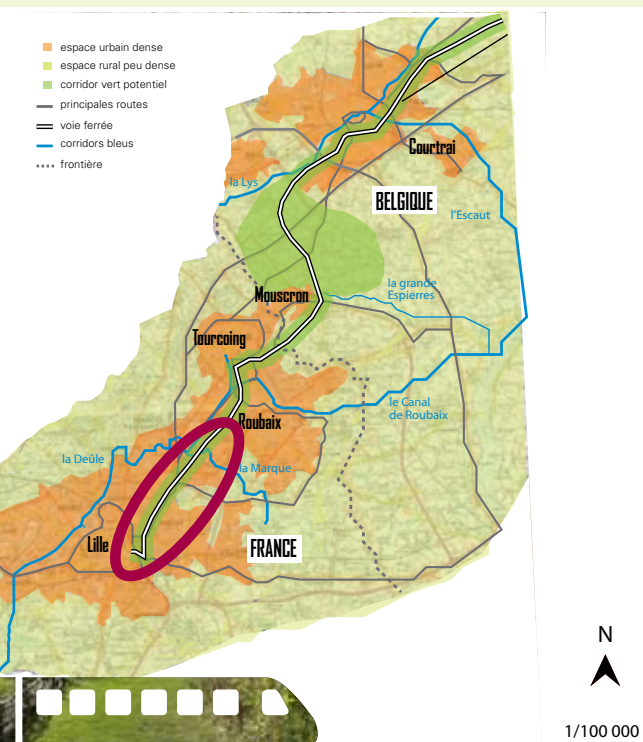 espace urbain dense
espace rural peu dense
corridor vert potentiel
principales routes
voie ferrée
corridors bleus
frontière
Courtrai
la Lys
BELGIQUE
l'Escaut
la grande
Espierres
Mouscron
Tourcoing
le Canal
de Roubaix
Roubaix
la Deûle
la Marque
Lille
FRANCE
N
1/100 000